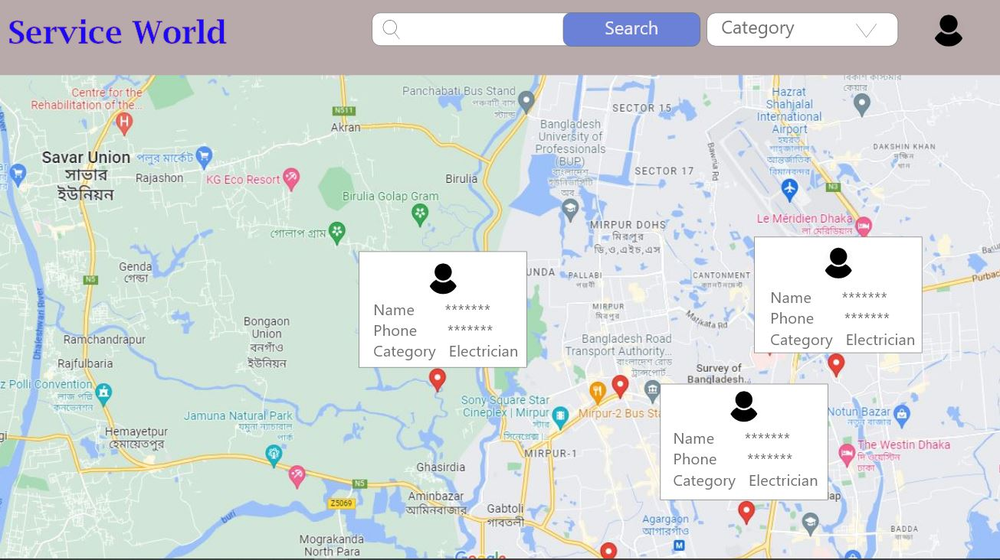 Service World
Search
Category
Centre for the
Rehabilitation of the...
Panchabati Bus Stand
পঞ্চবটী বাস
স্ট্যান্ড
N511
Akran
SECTOR 15
Hazrat
Shahjalal
International
Airport
হযরত
শাহজালাল
আন্তর্জাতিক
বিমানবন্দর
বিকাশ কাস্টমার
কেয়ার
Bangladesh
University of
Professionals
(BUP)
বাংলাদেশ
ইউনিভার্সিটি
অব...
Bawnia Rd
DAKSHIN KHAN
দক্ষিন
খান
Savar Union
সাভার
ইউনিয়ন
পলুর মার্কেট
Rajashon
KG Eco Resort
Birulia
SECTOR 17
N3
Birulia Golap Gram
গোলাপ গ্রাম
MIRPUR DOHS
মিরপুর
ডি,ও,এইচ,এস
Le Méridien Dhaka
লা মেরিডিয়ান
Genda
গেন্ডা
N5
UNDA
PALLABI
পল্লবী
CANTONMENT
ক্যানটনমেন্ট
Purbac
Dhaleshwari River
Name *******
Phone *******
Category Electrician
Name *******
Phone *******
Category Electrician
MIRPUR
মিরপুর
Matikata Rd
Bongaon
Union
বনগাঁও
ইউনিয়ন
Ramchandrapur
Rajfulbaria
Bangladesh Road
Transport Authority...
বাংলাদেশ রোড
ট্রান্সপোর্ট...
Survey of
Bangladesh...
z Polli Convention
লাজ পল্লি
কনভেনশন
Sony Square Star
Cineplex | Mirpur
স্টার
সিনেপ্লেক্স |
Mirpur-2 Bus Sta
Notun Bazar
নতুন বাজার
Jamuna Natural Park
যমুনা ন্যাচারাল
পার্ক
Hemayetpur
হেমায়েতপুর
Name *******
Phone *******
Category Electrician
The Westin Dhaka
দি ওয়েস্টিন
ঢাকা
MIRPUR-1
Ghasirdia
N5
Z5069
Aminbazar
আমিনবাজার
Gabtoli
গাবতলী
buri
Agargaon
আগারগাঁও
M
BADDA
বাড্ডা
Mograkanda
North Para
Google